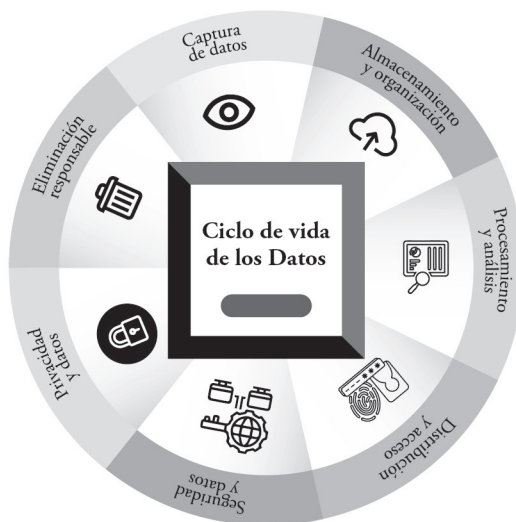 Captura
de datos
Almacenamiento
y organización
Procesamiento
y análisis
Distribución
y acceso
Seguridad
y datos
Privacidad
y datos
Eliminación
responsable
Ciclo de vida
de los Datos